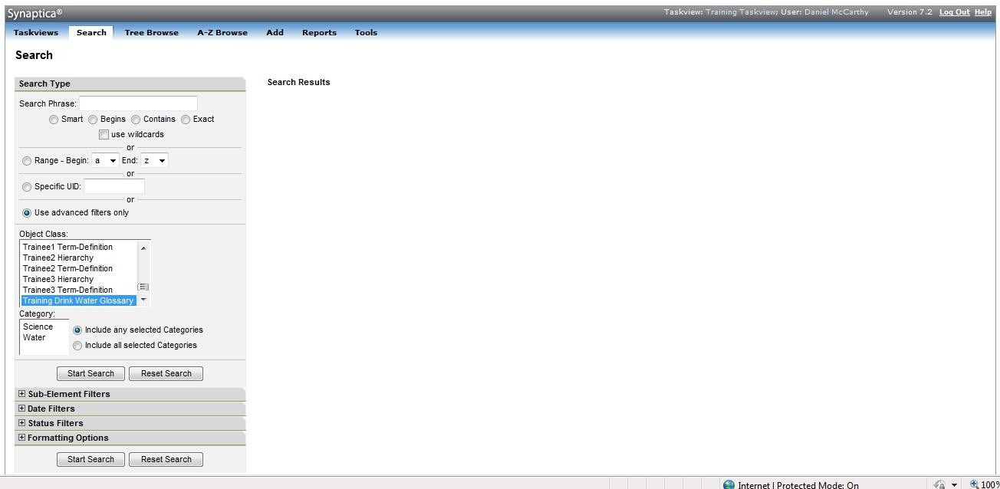 Synaptica®
Taskview: Training Taskview; User: Daniel McCarthy Version 7.2 Log Out Help
Taskviews Search Tree Browse A-Z Browse Add Reports Tools
Search
Search Type
Search Results
Search Phrase:
Smart Begins Contains Exact
use wildcards
or
Range - Begin: a End: z
or
Specific UID:
or
Use advanced filters only
Object Class:
Trainee1 Term-Definition
Trainee2 Hierarchy
Trainee2 Term-Definition
Trainee3 Hierarchy
Trainee3 Term-Definition
Training Drink Water Glossary
Category:
Science
Water
Include any selected Categories
Include all selected Categories
Start Search Reset Search
Sub-Element Filters
Date Filters
Status Filters
Formatting Options
Start Search Reset Search
Internet | Protected Mode: On 100%